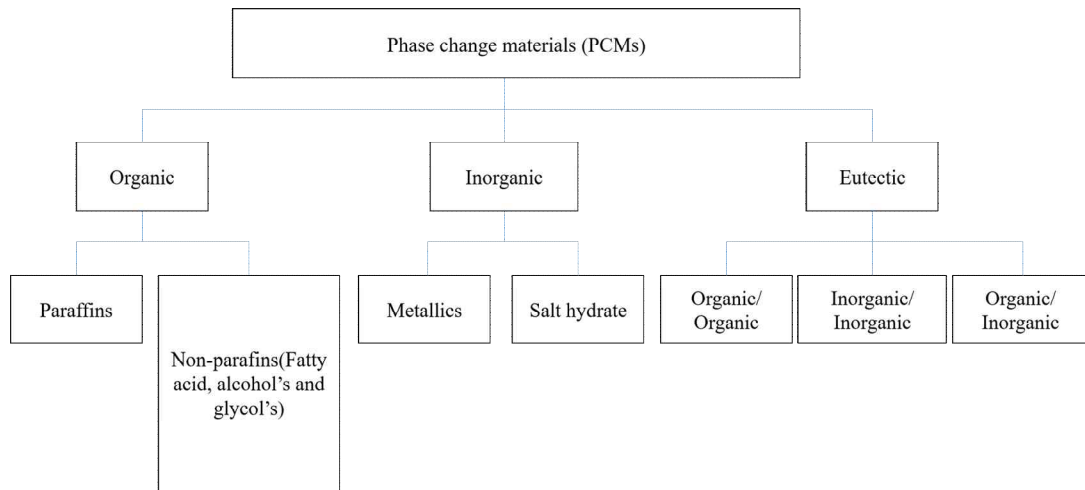 Phase change materials (PCMs)
Organic
Inorganic
Eutectic
Paraffins
Non-parafins(Fatty
acid, alcohol’s and
glycol’s)
Metallics
Salt hydrate
Organic/
Organic
Inorganic/
Inorganic
Organic/
Inorganic